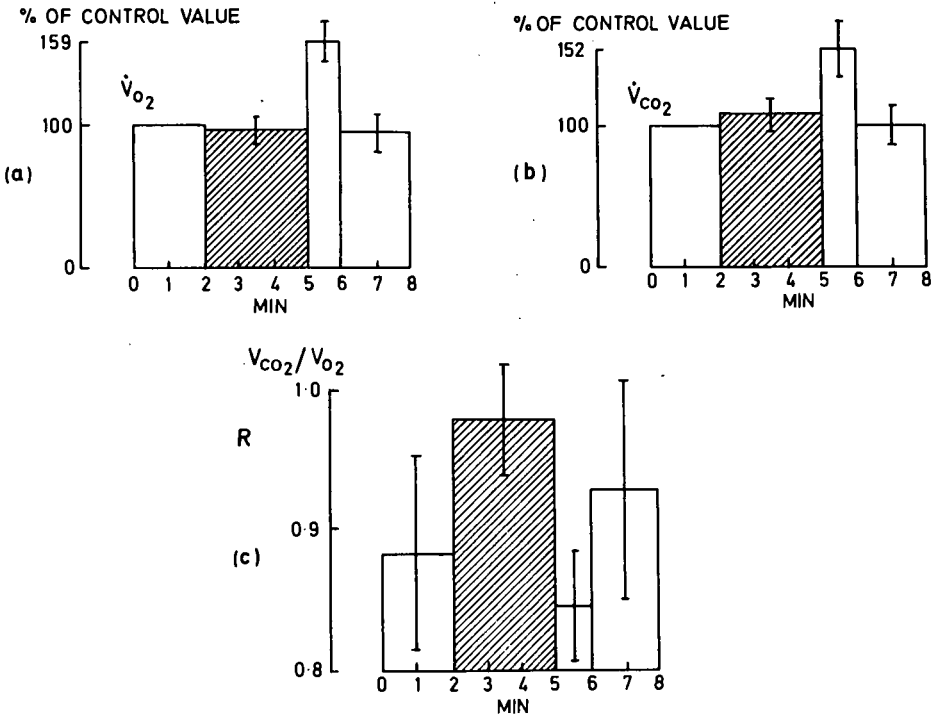 % OF CONTROL VALUE
159
100
0
V̇O₂
(a)
0 1 2 3 4 5 6 7 8
MIN
% OF CONTROL VALUE
152
100
0
V̇CO₂
(b)
0 1 2 3 4 5 6 7 8
MIN
VCO₂/VO₂
1·0
R
0·9
(c)
0·8
0 1 2 3 4 5 6 7 8
MIN